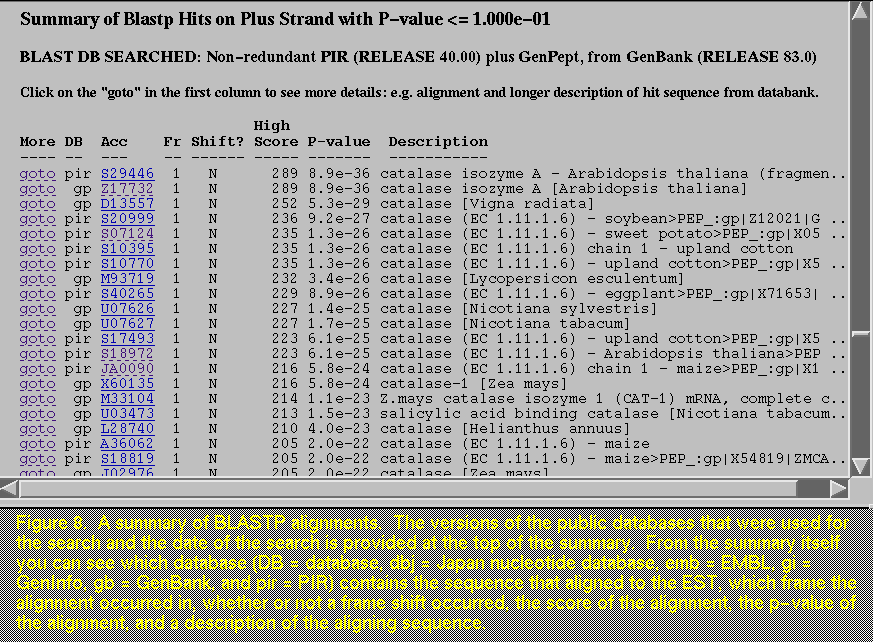 Summary of Blastp Hits on Plus Strand with P-value <= 1.000e-01
BLAST DB SEARCHED: Non-redundant PIR (RELEASE 40.00) plus GenPept, from GenBank (RELEASE 83.0)
Click on the "goto" in the first column to see more details: e.g. alignment and longer description of hit sequence from databank.
High
More DB Acc Fr Shift? Score P-value Description
---- -- --- -- ------ ----- ------- -----------
goto pir S29446 1 N 289 8.9e-36 catalase isozyme A - Arabidopsis thaliana (fragmen..
goto gp Z17732 1 N 289 8.9e-36 catalase isozyme A [Arabidopsis thaliana]
goto gp D13557 1 N 252 5.3e-29 catalase [Vigna radiata]
goto pir S20999 1 N 236 9.2e-27 catalase (EC 1.11.1.6) - soybean>PEP_:gp|Z12021|G ..
goto pir S07124 1 N 235 1.3e-26 catalase (EC 1.11.1.6) - sweet potato>PEP_:gp|X05 ..
goto pir S10395 1 N 235 1.3e-26 catalase (EC 1.11.1.6) chain 1 - upland cotton
goto pir S10770 1 N 235 1.3e-26 catalase (EC 1.11.1.6) - upland cotton>PEP_:gp|X5 ..
goto gp M93719 1 N 232 3.4e-26 catalase [Lycopersicon esculentum]
goto pir S40265 1 N 229 8.9e-26 catalase (EC 1.11.1.6) - eggplant>PEP_:gp|X71653| ..
goto gp U07626 1 N 227 1.4e-25 catalase [Nicotiana sylvestris]
goto gp U07627 1 N 227 1.7e-25 catalase [Nicotiana tabacum]
goto pir S17493 1 N 223 6.1e-25 catalase (EC 1.11.1.6) - upland cotton>PEP_:gp|X5 ..
goto pir S18972 1 N 223 6.1e-25 catalase (EC 1.11.1.6) - Arabidopsis thaliana>PEP ..
goto pir JA0090 1 N 216 5.8e-24 catalase (EC 1.11.1.6) chain 1 - maize>PEP_:gp|X1 ..
goto gp X60135 1 N 216 5.8e-24 catalase-1 [Zea mays]
goto gp M33104 1 N 214 1.1e-23 Z.mays catalase isozyme 1 (CAT-1) mRNA, complete c..
goto gp U03473 1 N 213 1.5e-23 salicylic acid binding catalase [Nicotiana tabacum..
goto gp L28740 1 N 210 4.0e-23 catalase [Helianthus annuus]
goto pir A36062 1 N 205 2.0e-22 catalase (EC 1.11.1.6) - maize
goto pir S18819 1 N 205 2.0e-22 catalase (EC 1.11.1.6) - maize>PEP_:gp|X54819|ZMCA..
goto gp J02976 1 N 205 2.0e-22 catalase [Zea mays]
Figure 8. A summary of BLASTP alignments. The versions of the public databases that were used for
the search and the date of the search is provided at the top of the summary. From the summary itself
you can see which database (DB = database, dbj = Japan nucleotide database, emb = EMBL, gi =
GenInfo, gb = GenBank, and pir = PIR) contains the sequence that aligned to the EST, which frame the
alignment occurred in, whether or not a frame shift occurred, the score of the alignment, the p-value of
the alignment, and a description of the aligning sequence.